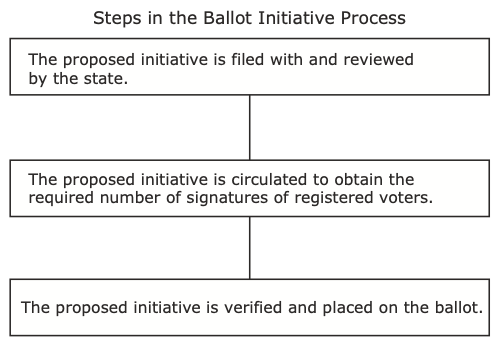 Steps in the Ballot Initiative Process
The proposed initiative is filed with and reviewed
by the state.
The proposed initiative is circulated to obtain the
required number of signatures of registered voters.
The proposed initiative is verified and placed on the ballot.